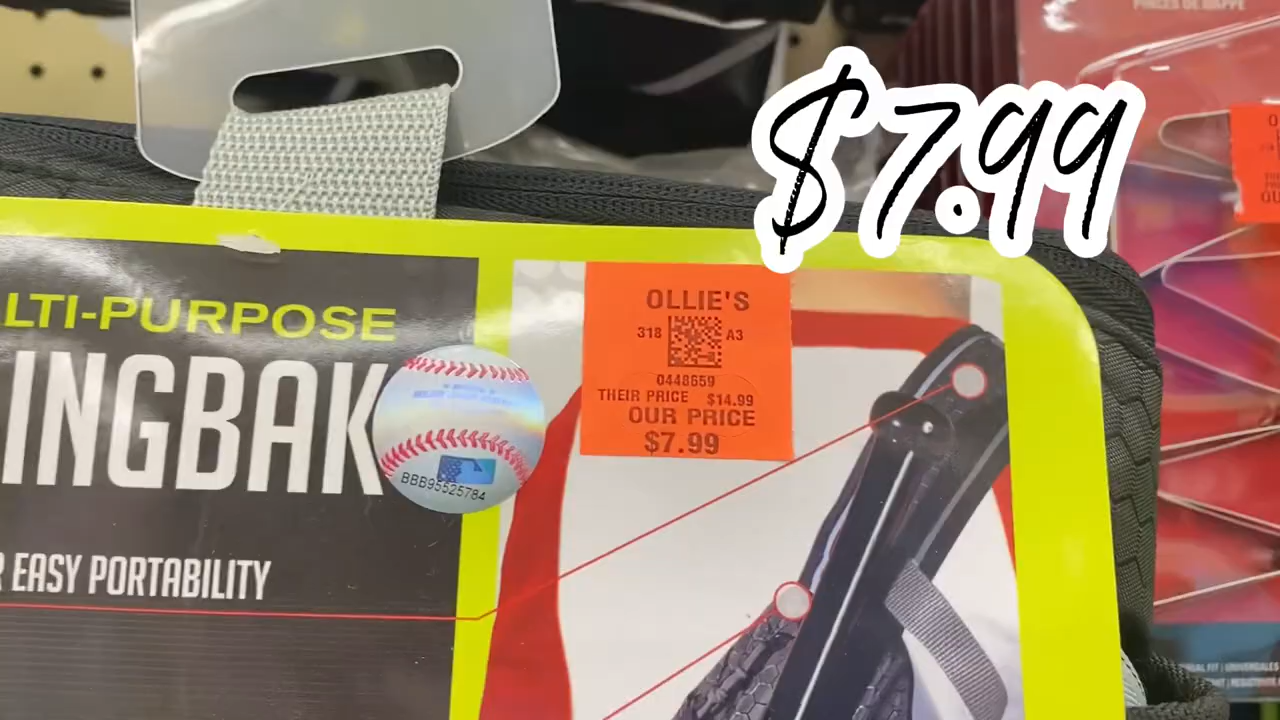 $7.99
LTI-PURPOSE
INGBAK
R EASY PORTABILITY
BBB95525784
OLLIE'S
318 A3
0448659
THEIR PRICE $14.99
OUR PRICE
$7.99